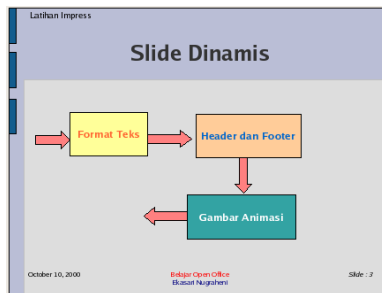 Latihan Impress
Slide Dinamis
Format Teks
Header dan Footer
Gambar Animasi
October 10, 2000
Belajar Open Office
Ekasari Nugraheni
Slide : 3